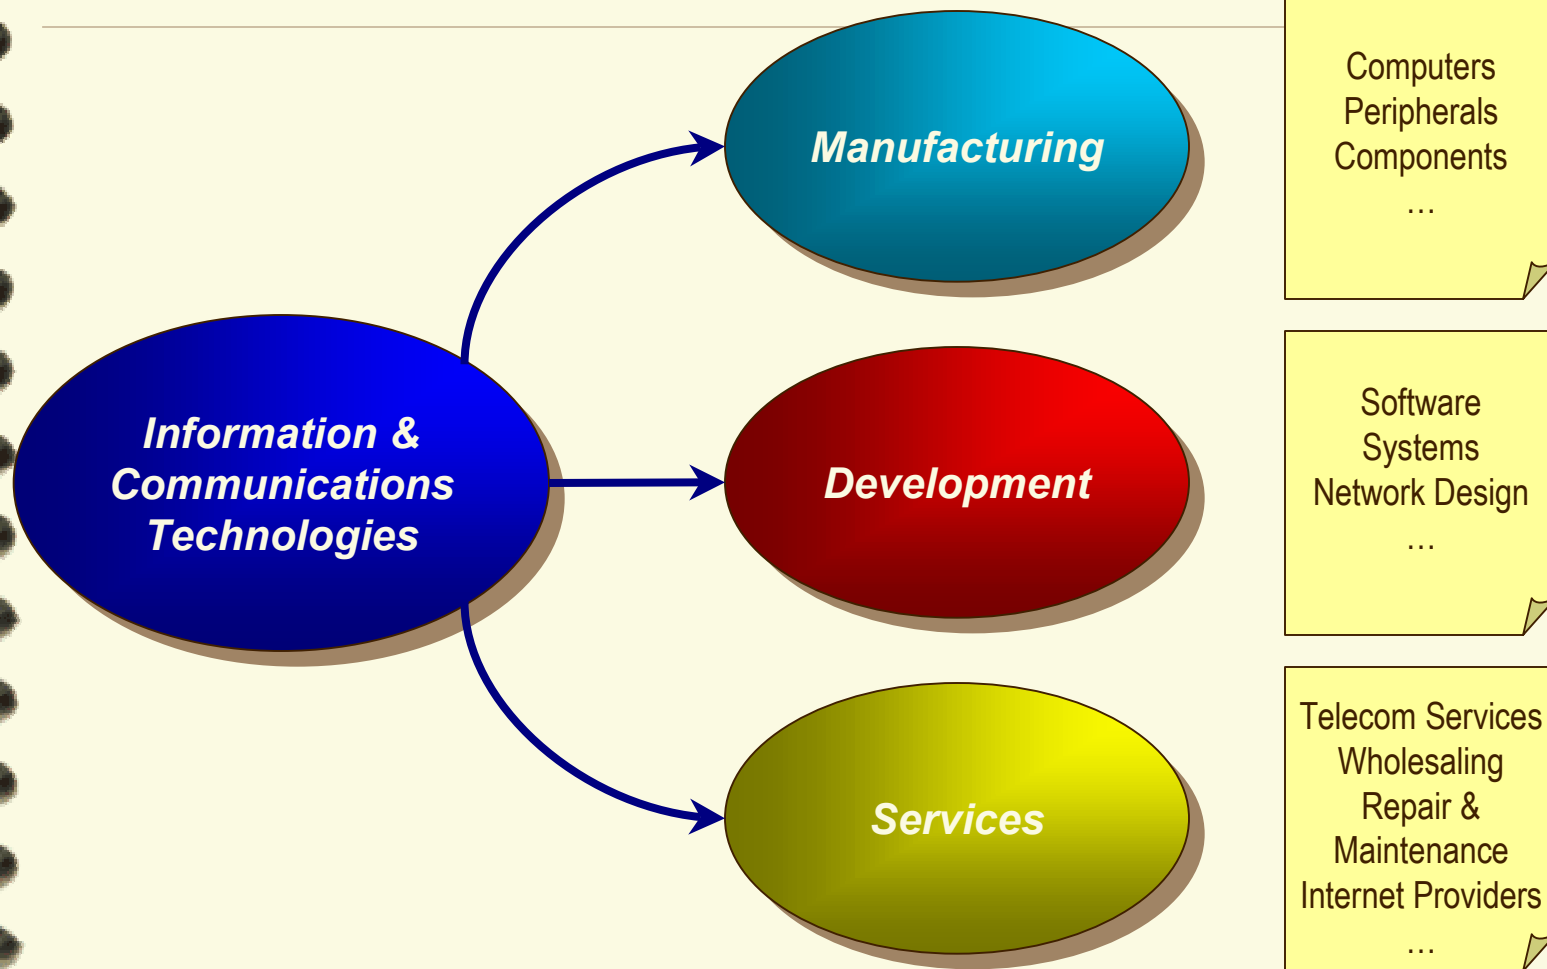 Information &
Communications
Technologies
Manufacturing
Computers
Peripherals
Components
…
Development
Software
Systems
Network Design
…
Services
Telecom Services
Wholesaling
Repair &
Maintenance
Internet Providers
…